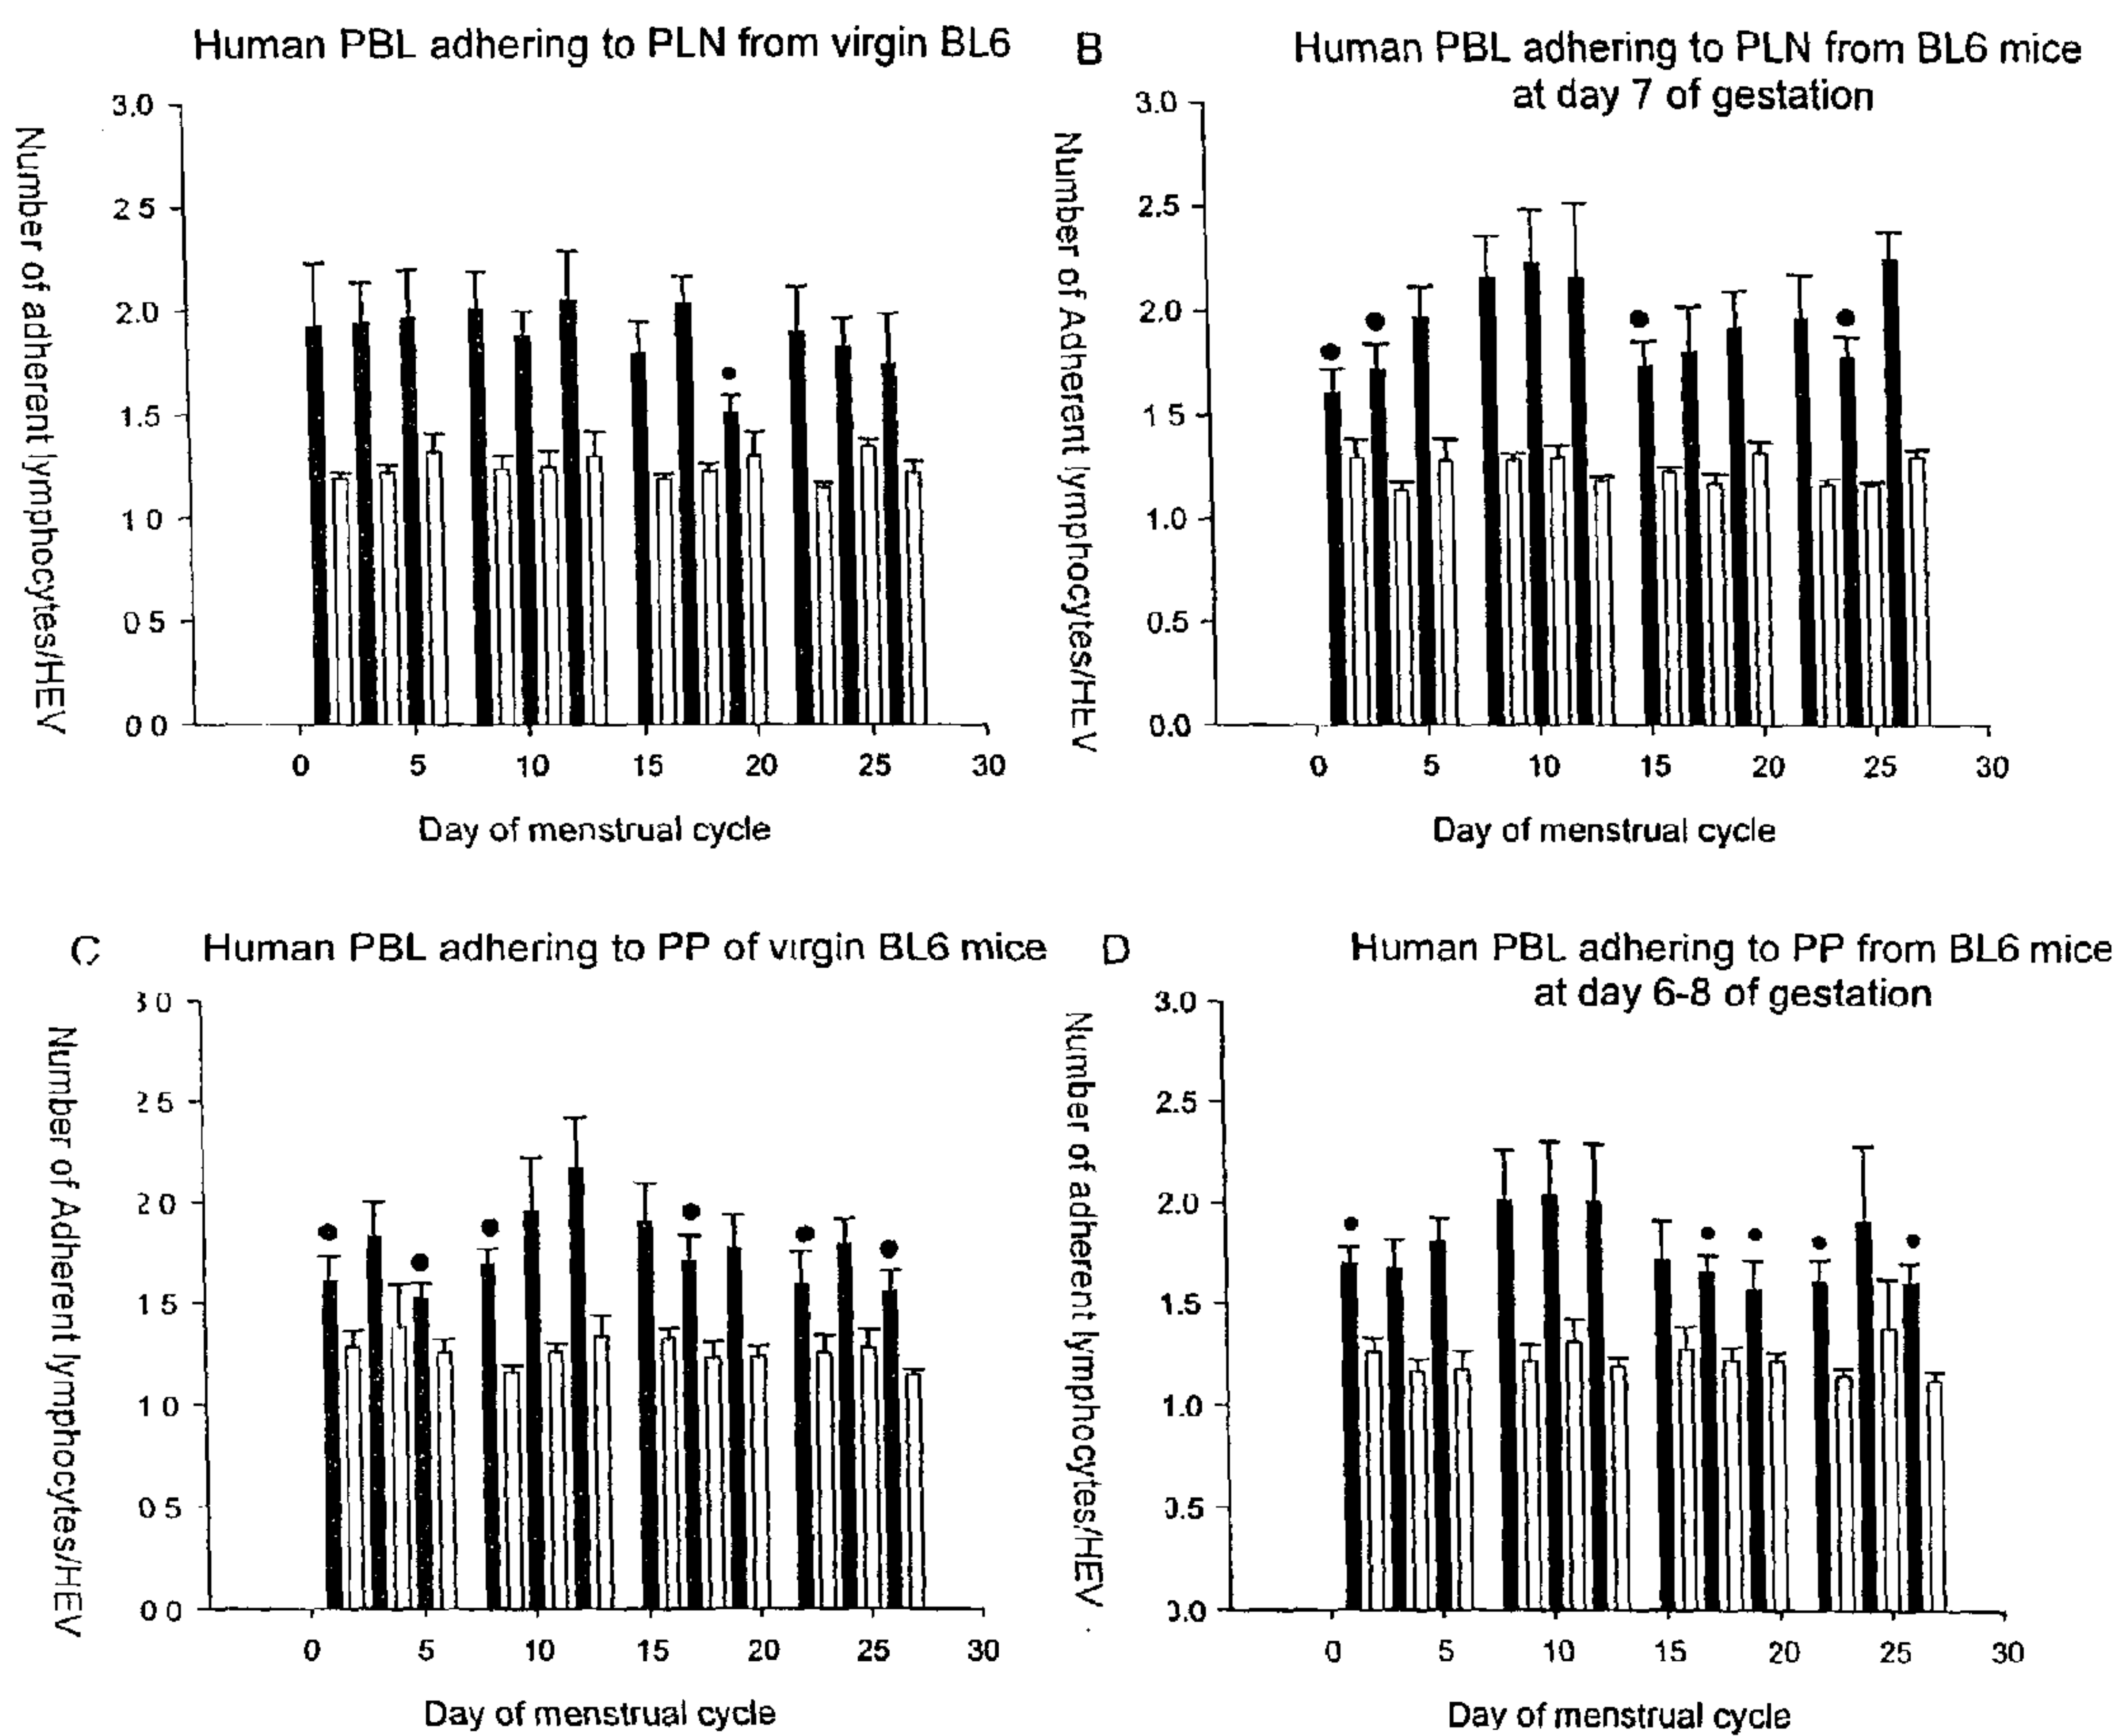 Human PBL adhering to PLN from virgin BL6
Number of adherent lymphocytes/HEV
3.0
2 5
2.0
1.5
1 0
0 5
0 0
0 5 10 15 20 25 30
Day of menstrual cycle
B
Human PBL adhering to PLN from BL6 mice
at day 7 of gestation
Number of Adherent lymphocytes/HEV
3.0
2.5
2.0
1 5
1.0
0.5
0.0
0 5 10 15 20 25 30
Day of menstrual cycle
C
Human PBL adhering to PP of virgin BL6 mice
Number of Adherent lymphocytes/HEV
3 0
2 5
2 0
1 5
1 0
0 5
0 0
0 5 10 15 20 25 30
Day of menstrual cycle
D
Human PBL adhering to PP from BL6 mice
at day 6-8 of gestation
Number of adherent lymphocytes/HEV
3.0
2.5
2.0
1.5
1.0
0.5
0.0
0 5 10 15 20 25 30
Day of menstrual cycle